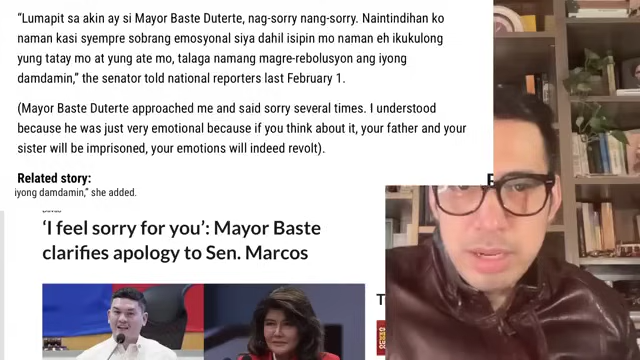 “Lumapit sa akin ay si Mayor Baste Duterte, nag-sorry nang-sorry. Naintindihan ko
naman kasi syempre sobrang emosyonal siya dahil isipin mo naman eh ikukulong
yung tatay mo at yung ate mo, talaga namang magre-rebolusyon ang iyong
damdamin,” the senator told national reporters last February 1.
(Mayor Baste Duterte approached me and said sorry several times. I understood
because he was just very emotional because if you think about it, your father and your
sister will be imprisoned, your emotions will indeed revolt).
Related story:
iyong damdamin,” she added.
‘I feel sorry for you’: Mayor Baste
clarifies apology to Sen. Marcos